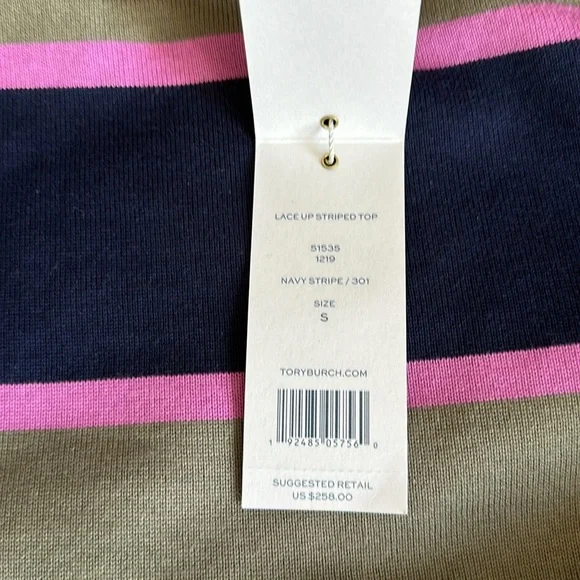 LACE UP STRIPED TOP
51535
1219
NAVY STRIPE / 301
SIZE
S
TORYBURCH.COM
1 92485 05756 0
SUGGESTED RETAIL
US $258.00